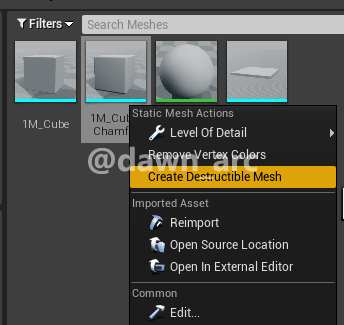 Filters
Search Meshes
1M_Cube
1M_Cu
Chamf
Static Mesh Actions
Level Of Detail
Remove Vertex Colors
@dawn_arc
Create Destructible Mesh
Imported Asset
Reimport
Open Source Location
Open In External Editor
Common
Edit...